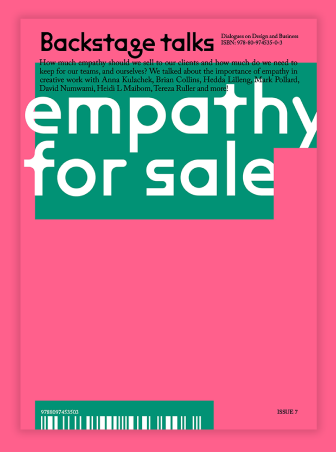 Backstage talks
Dialogues on Design and Business
ISBN: 978-80-974535-0-3
How much empathy should we sell to our clients and how much do we need to
keep for our teams, and ourselves? We talked about the importance of empathy in
creative work with Anna Kulachek, Brian Collins, Hedda Lilleng, Mark Pollard,
David Numwami, Heidi L Maibom, Tereza Ruller and more!
empathy
for sale
9788097453503
ISSUE 7